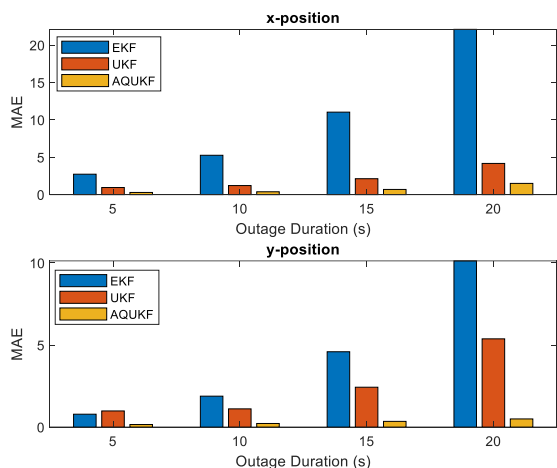 x-position
20
15
10
5
0
MAE
EKF
UKF
AQUKF
5 10 15 20
Outage Duration (s)
y-position
10
5
0
MAE
EKF
UKF
AQUKF
5 10 15 20
Outage Duration (s)